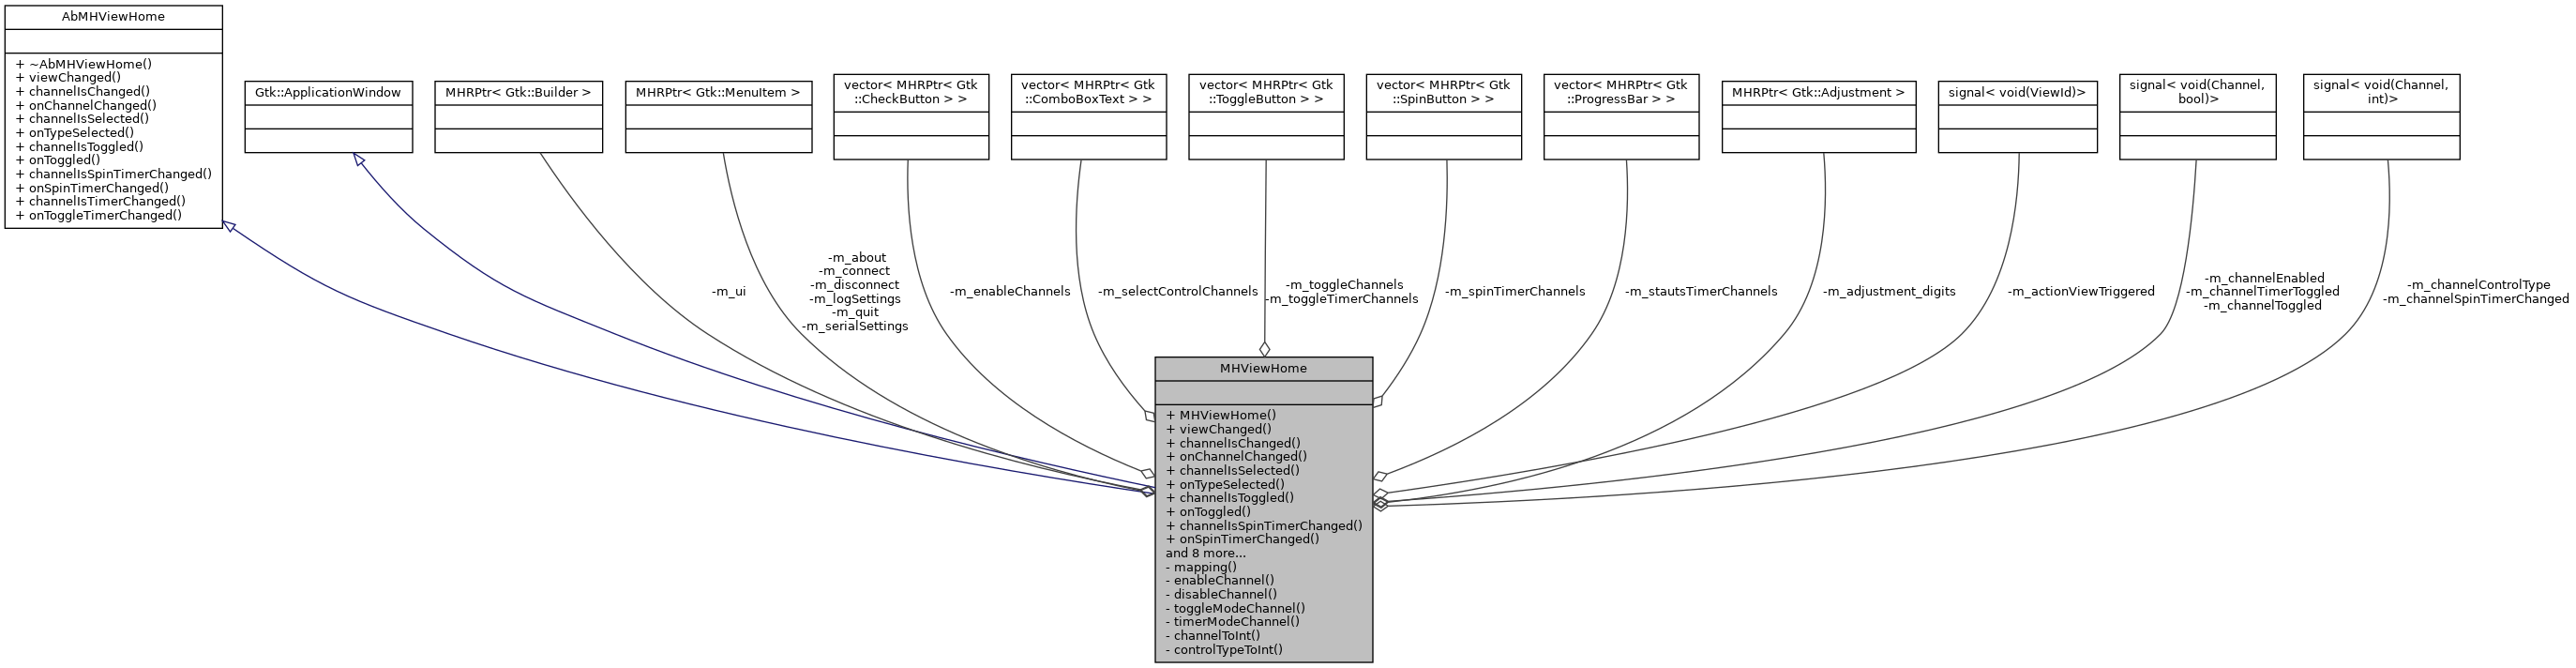 AbMHViewHome
+ ~AbMHViewHome()
+ viewChanged()
+ channelIsChanged()
+ onChannelChanged()
+ channelIsSelected()
+ onTypeSelected()
+ channelIsToggled()
+ onToggled()
+ channelIsSpinTimerChanged()
+ onSpinTimerChanged()
+ channelIsTimerChanged()
+ onToggleTimerChanged()
Gtk::ApplicationWindow
MHRPtr< Gtk::Builder >
MHRPtr< Gtk::MenuItem >
vector< MHRPtr< Gtk
::CheckButton > >
vector< MHRPtr< Gtk
::ComboBoxText > >
vector< MHRPtr< Gtk
::ToggleButton > >
vector< MHRPtr< Gtk
::SpinButton > >
vector< MHRPtr< Gtk
::ProgressBar > >
MHRPtr< Gtk::Adjustment >
signal< void(ViewId)>
signal< void(Channel,
bool)>
signal< void(Channel,
int)>
-m_ui
-m_about
-m_connect
-m_disconnect
-m_logSettings
-m_quit
-m_serialSettings
-m_enableChannels
-m_selectControlChannels
-m_toggleChannels
-m_toggleTimerChannels
-m_spinTimerChannels
-m_stautsTimerChannels
-m_adjustment_digits
-m_actionViewTriggered
-m_channelEnabled
-m_channelTimerToggled
-m_channelToggled
-m_channelControlType
-m_channelSpinTimerChanged
MHViewHome
+ MHViewHome()
+ viewChanged()
+ channelIsChanged()
+ onChannelChanged()
+ channelIsSelected()
+ onTypeSelected()
+ channelIsToggled()
+ onToggled()
+ channelIsSpinTimerChanged()
+ onSpinTimerChanged()
and 8 more...
- mapping()
- enableChannel()
- disableChannel()
- toggleModeChannel()
- timerModeChannel()
- channelToInt()
- controlTypeToInt()